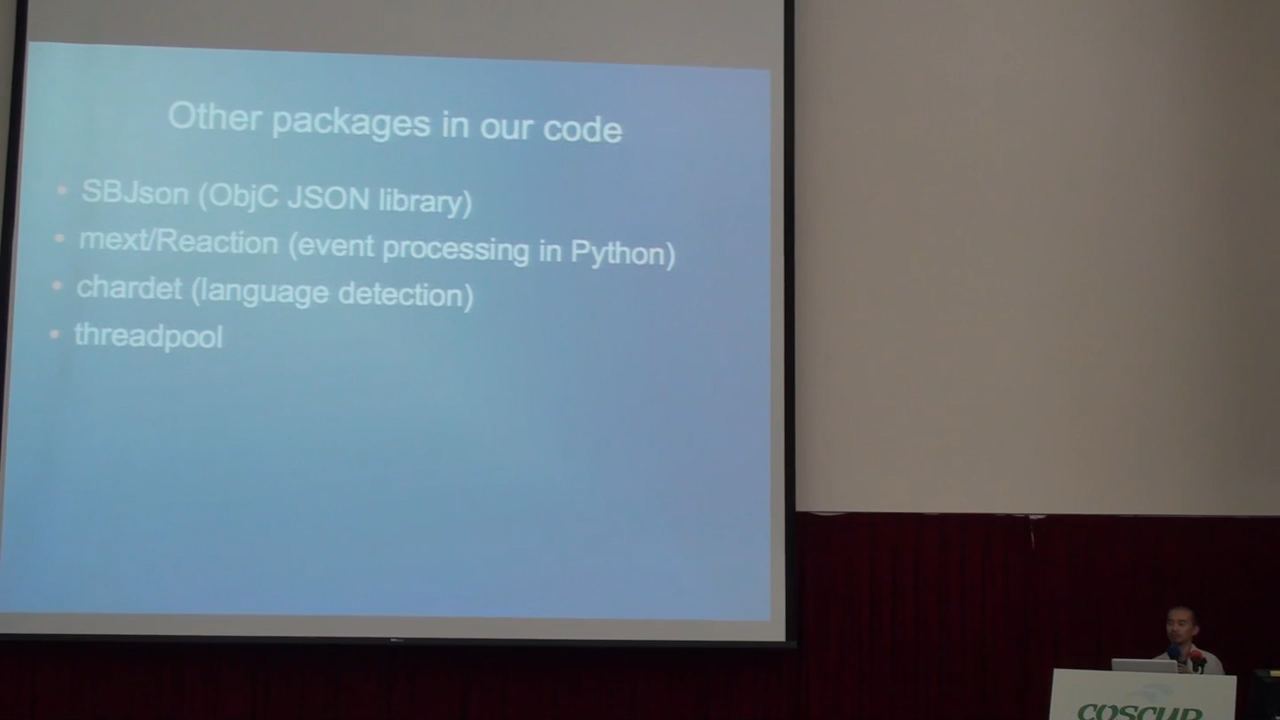 Other packages in our code
• SBJson (ObjC JSON library)
• mext/Reaction (event processing in Python)
• chardet (language detection)
• threadpool
COSCUP